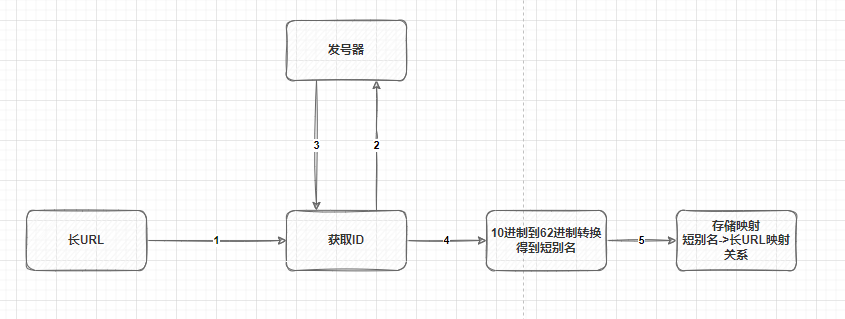 发号器
3
2
长URL
1
获取ID
4
10进制到62进制转换
得到短别名
5
存储映射
短别名->长URL映射
关系